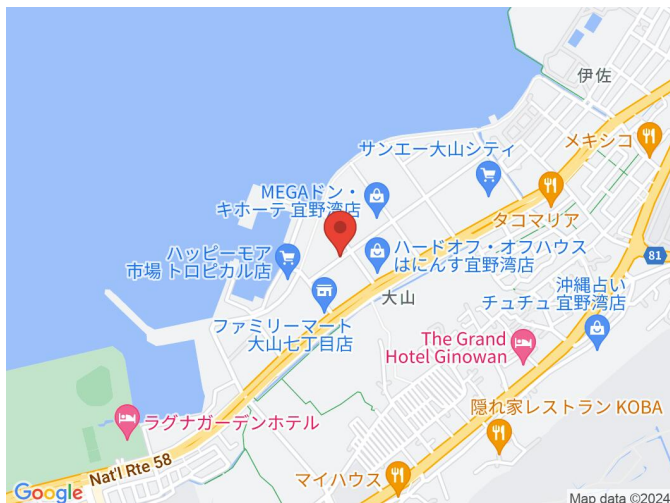 伊佐
メキシコ
サンエー大山シティ
タコマリア
MEGAドン・
キホーテ 宜野湾店
ハッピーモア
市場 トロピカル店
ハードオフ・オフハウス
はにんす宜野湾店
81
沖縄占い
チュチュ 宜野湾店
大山
ファミリーマート
大山七丁目店
The Grand
Hotel Ginowan
隠れ家レストラン KOBA
ラグナガーデンホテル
Nat'l Rte 58
マイハウス
Google
Map data ©2024